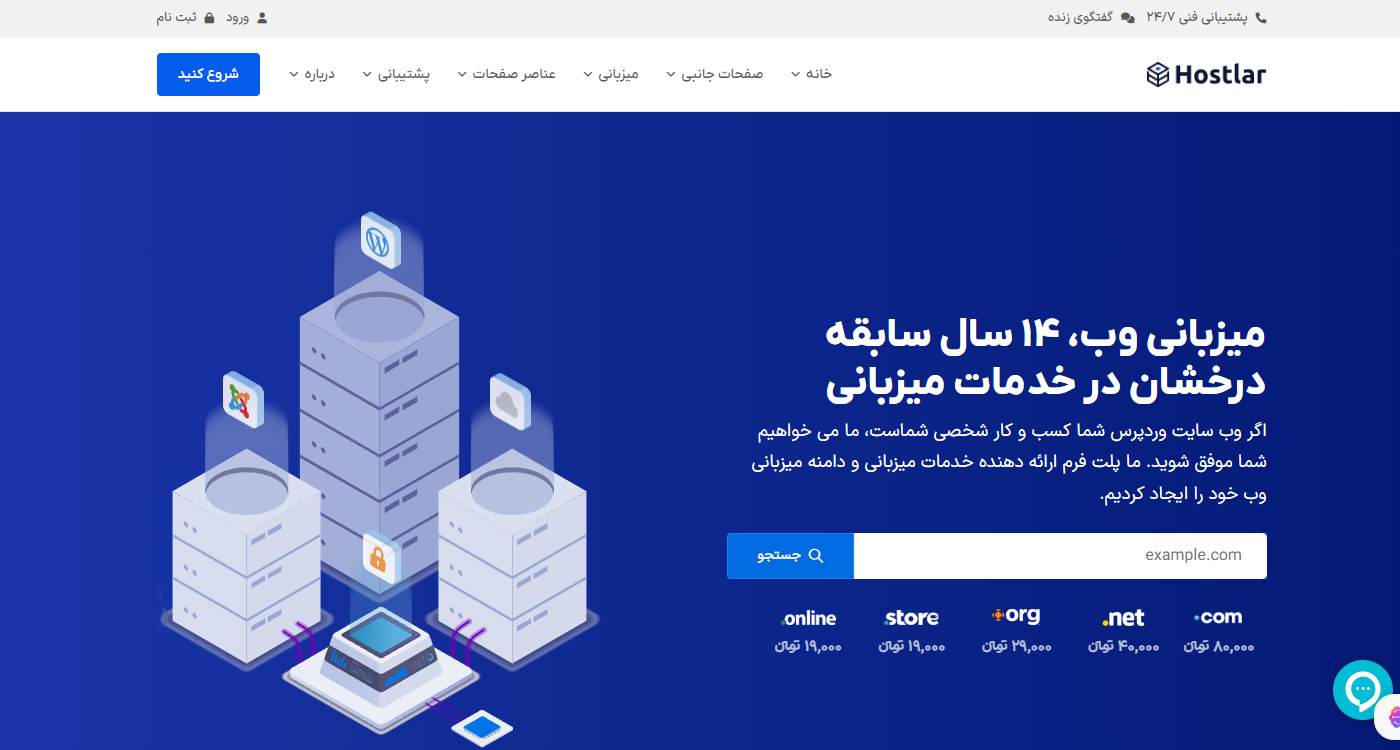 پشتیبانی فنی ۲۴/۷ گفتگوی زنده
ورود ثبت نام
Hostlar
خانه صفحات جانبی میزبانی عناصر صفحات پشتیبانی درباره
شروع کنید
میزبانی وب، ۱۴ سال سابقه
درخشان در خدمات میزبانی
اگر وب سایت وردپرس شما کسب و کار شخصی شماست، ما می خواهیم
شما موفق شوید. ما پلت فرم ارائه دهنده خدمات میزبانی و دامنه میزبانی
وب خود را ایجاد کردیم.
example.com
جستجو
.com .net .org .store .online
۸۰,۰۰۰ تومان ۴۰,۰۰۰ تومان ۲۹,۰۰۰ تومان ۱۹,۰۰۰ تومان ۱۹,۰۰۰ تومان